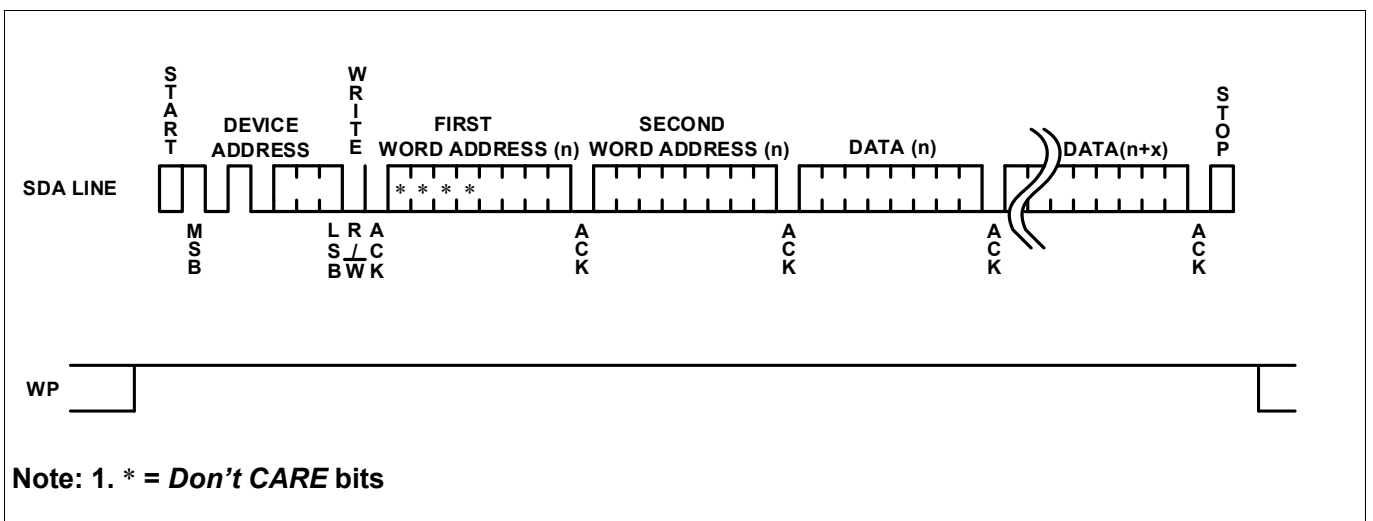 START
WRITE
STOP
DEVICE
ADDRESS
FIRST
WORD ADDRESS (n)
SECOND
WORD ADDRESS (n)
DATA (n)
DATA(n+x)
SDA LINE
* * * *
MSB
LSB
R/W
ACK
ACK
ACK
ACK
ACK
WP
Note: 1. * = Don't CARE bits